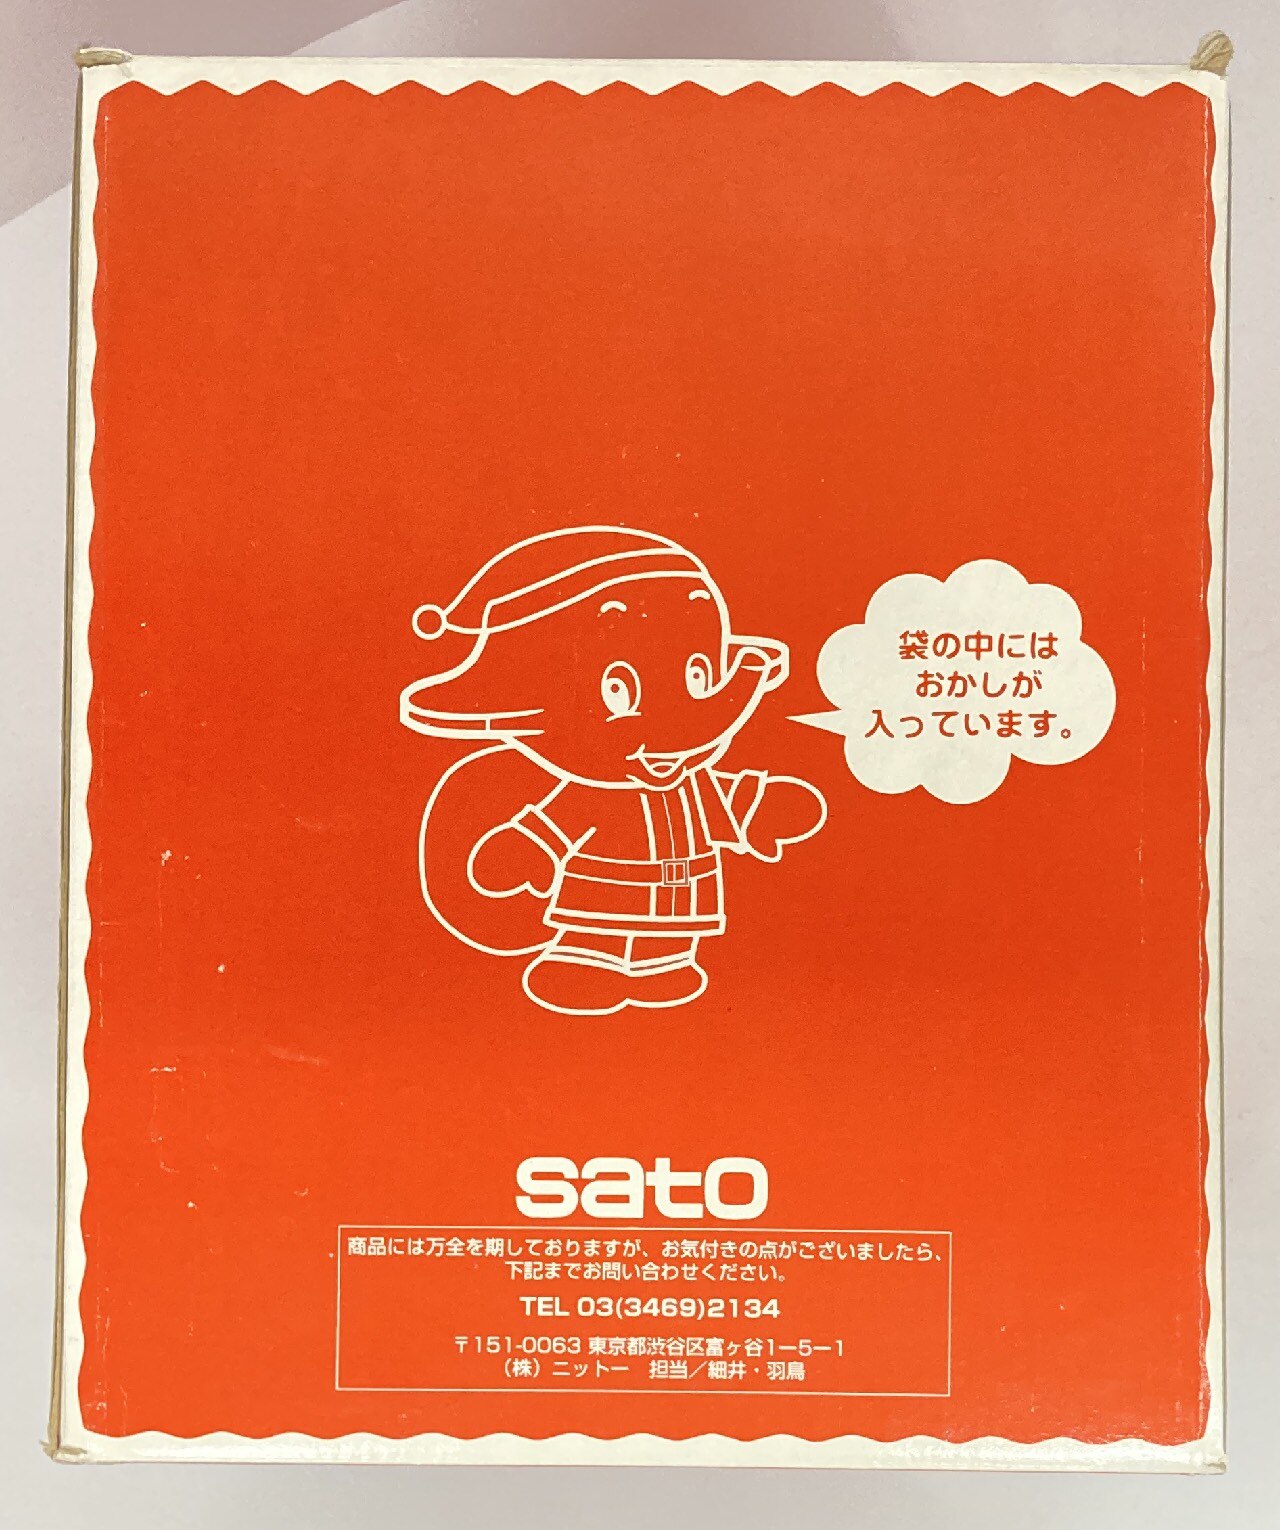 袋の中には
おかしが
入っています。
sato
商品には万全を期しておりますが、お気付きの点がございましたら、
下記までお問い合わせください。
TEL 03(3469)2134
〒151-0063 東京都渋谷区富ヶ谷1ー5ー1
（株）ニットー　担当／細井・羽鳥